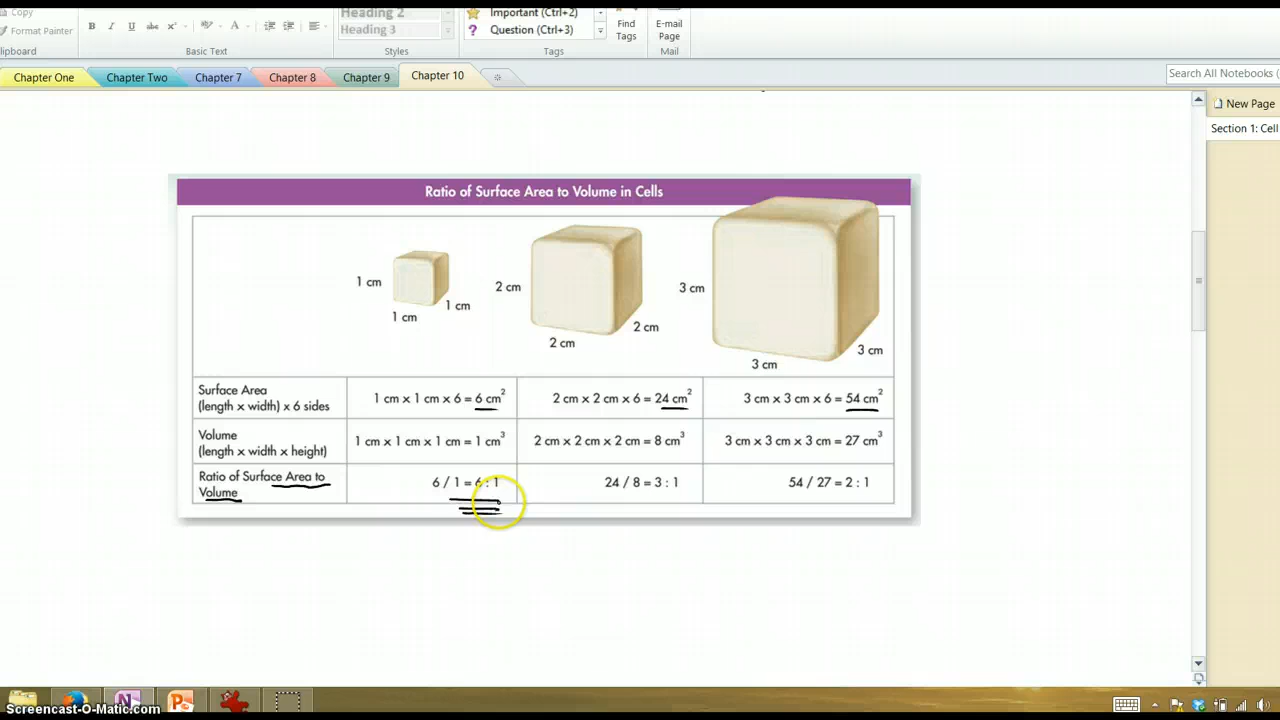 Copy
Format Painter
lipboard
B I U abc X₂ A
Basic Text
Heading 2
Heading 3
Styles
Important (Ctrl+2)
? Question (Ctrl+3)
Tags
Find
Tags
E-mail
Page
Mail
Chapter One
Chapter Two
Chapter 7
Chapter 8
Chapter 9
Chapter 10
Search All Notebooks (
New Page
Section 1: Cell
Ratio of Surface Area to Volume in Cells
1 cm
1 cm
1 cm
2 cm
2 cm
2 cm
3 cm
3 cm
3 cm
Surface Area
(length x width) x 6 sides
1 cm x 1 cm x 6 = 6 cm²
2 cm x 2 cm x 6 = 24 cm²
3 cm x 3 cm x 6 = 54 cm²
Volume
(length x width x height)
1 cm x 1 cm x 1 cm = 1 cm³
2 cm x 2 cm x 2 cm = 8 cm³
3 cm x 3 cm x 3 cm = 27 cm³
Ratio of Surface Area to
Volume
6 / 1 = 6 : 1
24 / 8 = 3 : 1
54 / 27 = 2 : 1
Screencast-O-Matic.com